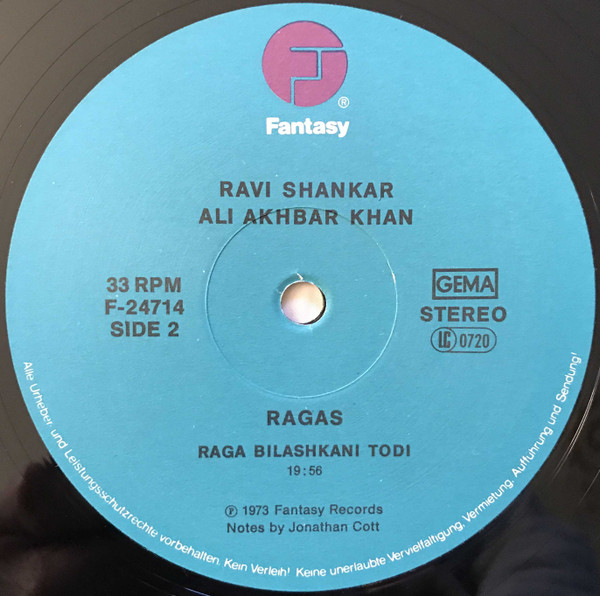 ®
Fantasy
RAVI SHANKAR
ALI AKHBAR KHAN
33 RPM
F-24714
SIDE 2
GEMA
STEREO
LC 0720
RAGAS
RAGA BILASHKANI TODI
19:56
℗ 1973 Fantasy Records
Notes by Jonathan Cott
Alle Urheber- und Leistungsschutzrechte vorbehalten. Kein Verleih! Keine unerlaubte Vervielfältigung, Vermietung, Aufführung und Sendung!